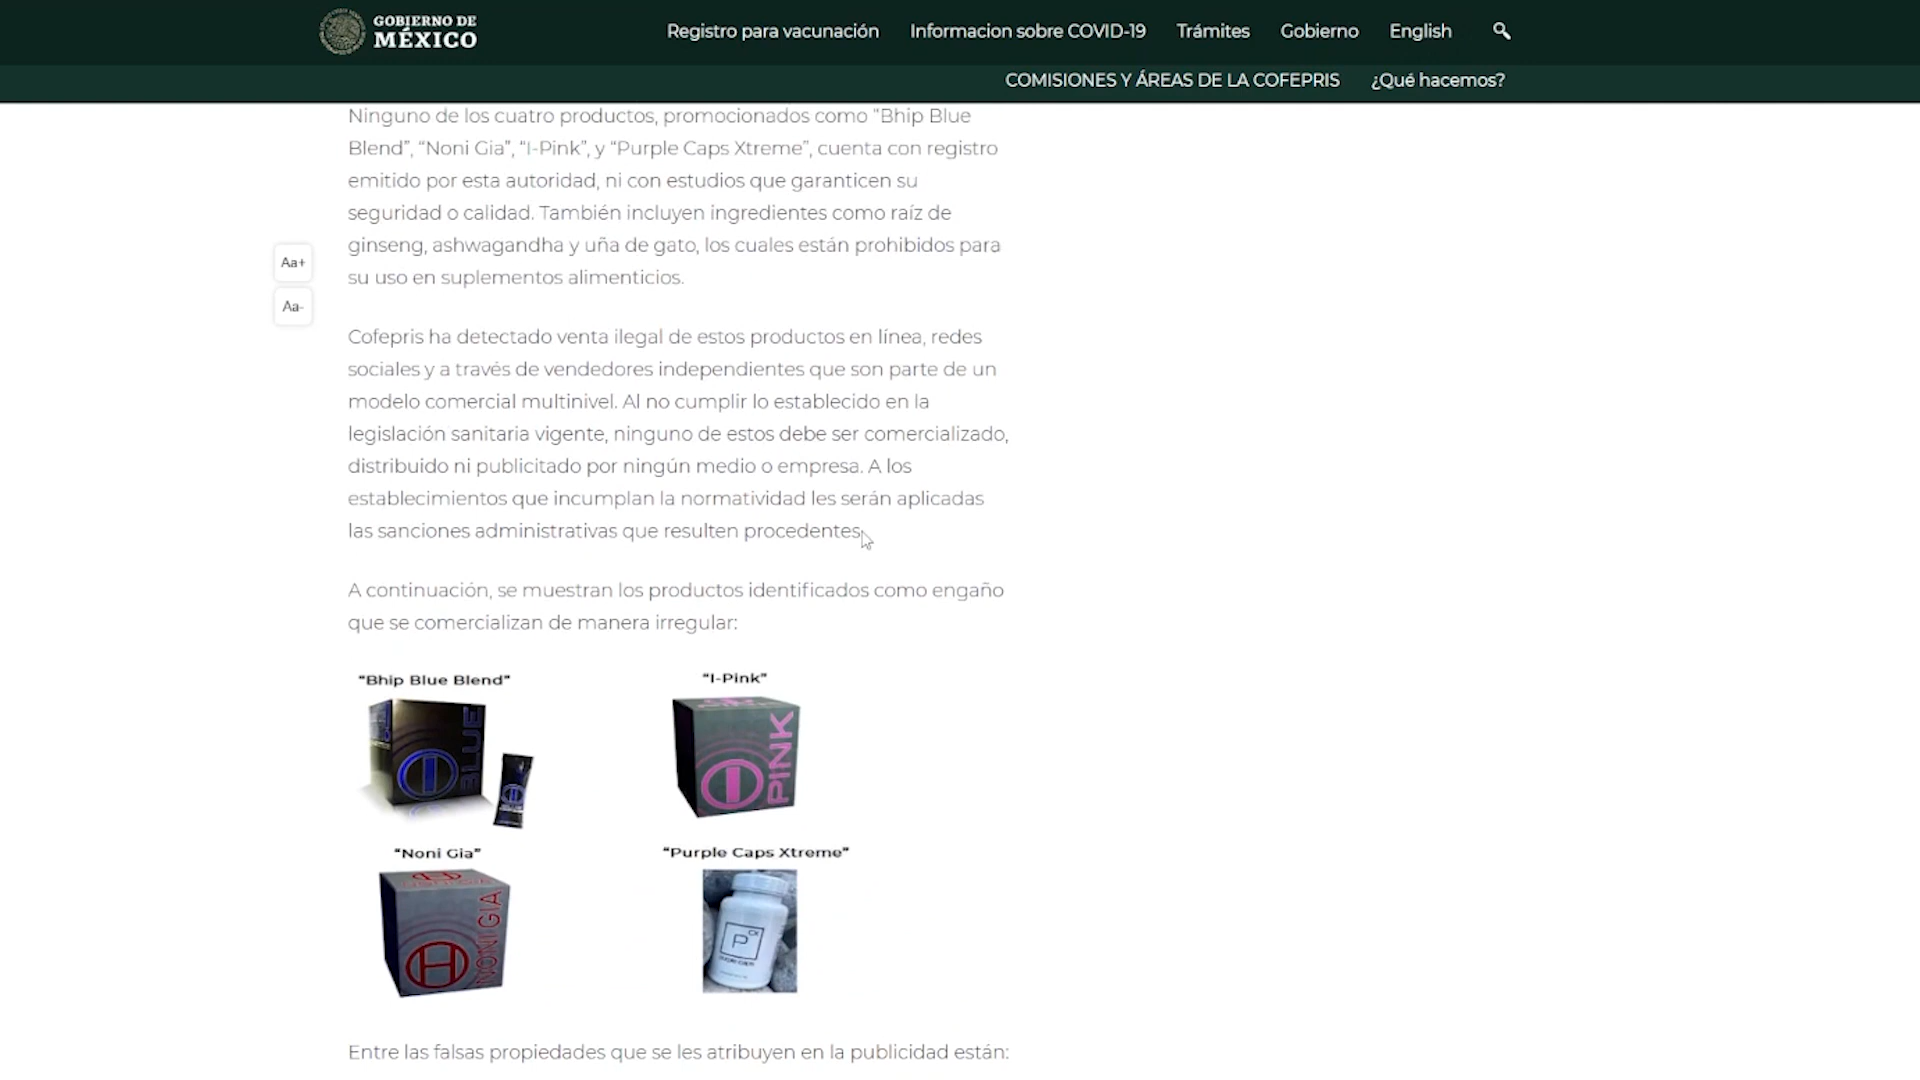 GOBIERNO DE
MÉXICO
Registro para vacunación
Informacion sobre COVID-19
Trámites
Gobierno
English
COMISIONES Y ÁREAS DE LA COFEPRIS
¿Qué hacemos?
Ninguno de los cuatro productos, promocionados como “Bhip Blue
Blend”, “Noni Gia”, “I-Pink”, y “Purple Caps Xtreme”, cuenta con registro
emitido por esta autoridad, ni con estudios que garanticen su
seguridad o calidad. También incluyen ingredientes como raíz de
ginseng, ashwagandha y uña de gato, los cuales están prohibidos para
su uso en suplementos alimenticios.
Aa+
Aa-
Cofepris ha detectado venta ilegal de estos productos en línea, redes
sociales y a través de vendedores independientes que son parte de un
modelo comercial multinivel. Al no cumplir lo establecido en la
legislación sanitaria vigente, ninguno de estos debe ser comercializado,
distribuido ni publicitado por ningún medio o empresa. A los
establecimientos que incumplan la normatividad les serán aplicadas
las sanciones administrativas que resulten procedentes.
A continuación, se muestran los productos identificados como engaño
que se comercializan de manera irregular:
“Bhip Blue Blend”
BLUE
“I-Pink”
PINK
“Noni Gia”
NONI GIA
“Purple Caps Xtreme”
P
CX
purple caps
Entre las falsas propiedades que se les atribuyen en la publicidad están: